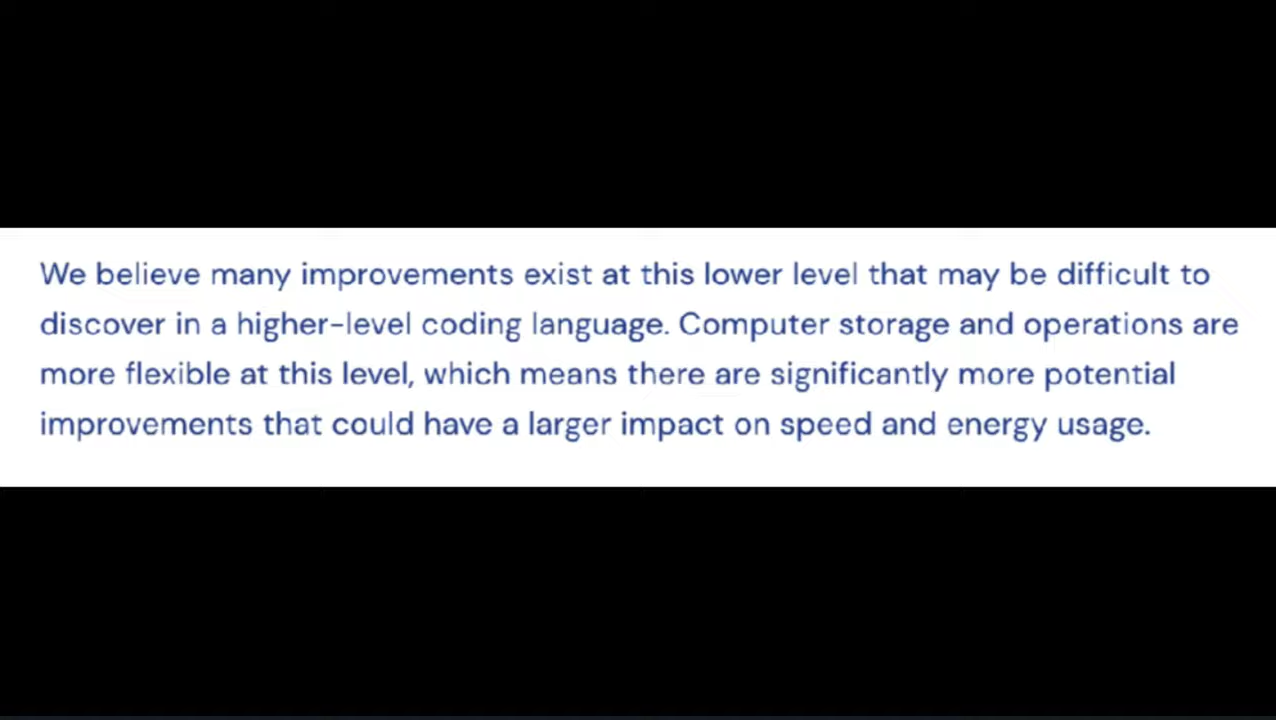 We believe many improvements exist at this lower level that may be difficult to
discover in a higher-level coding language. Computer storage and operations are
more flexible at this level, which means there are significantly more potential
improvements that could have a larger impact on speed and energy usage.